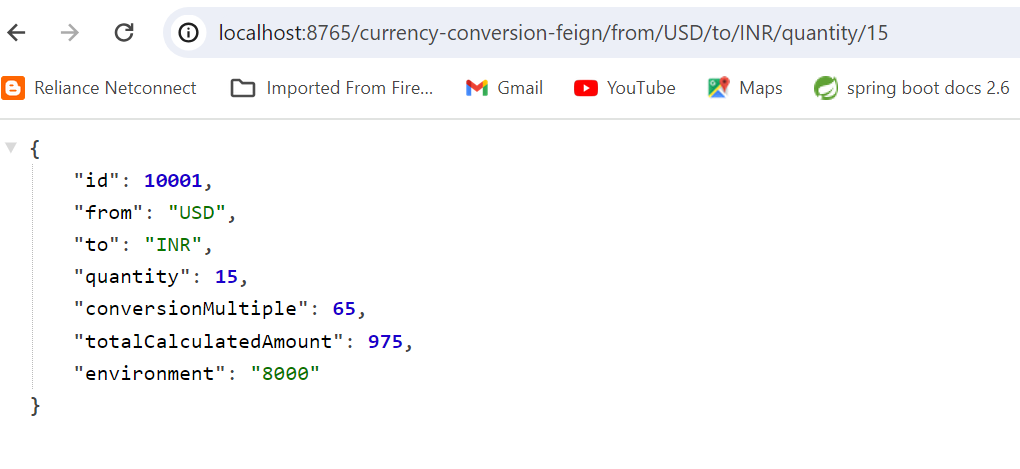 localhost:8765/currency-conversion-feign/from/USD/to/INR/quantity/15
Reliance Netconnect Imported From Fire... Gmail YouTube Maps spring boot docs 2.6
{
"id": 10001,
"from": "USD",
"to": "INR",
"quantity": 15,
"conversionMultiple": 65,
"totalCalculatedAmount": 975,
"environment": "8000"
}